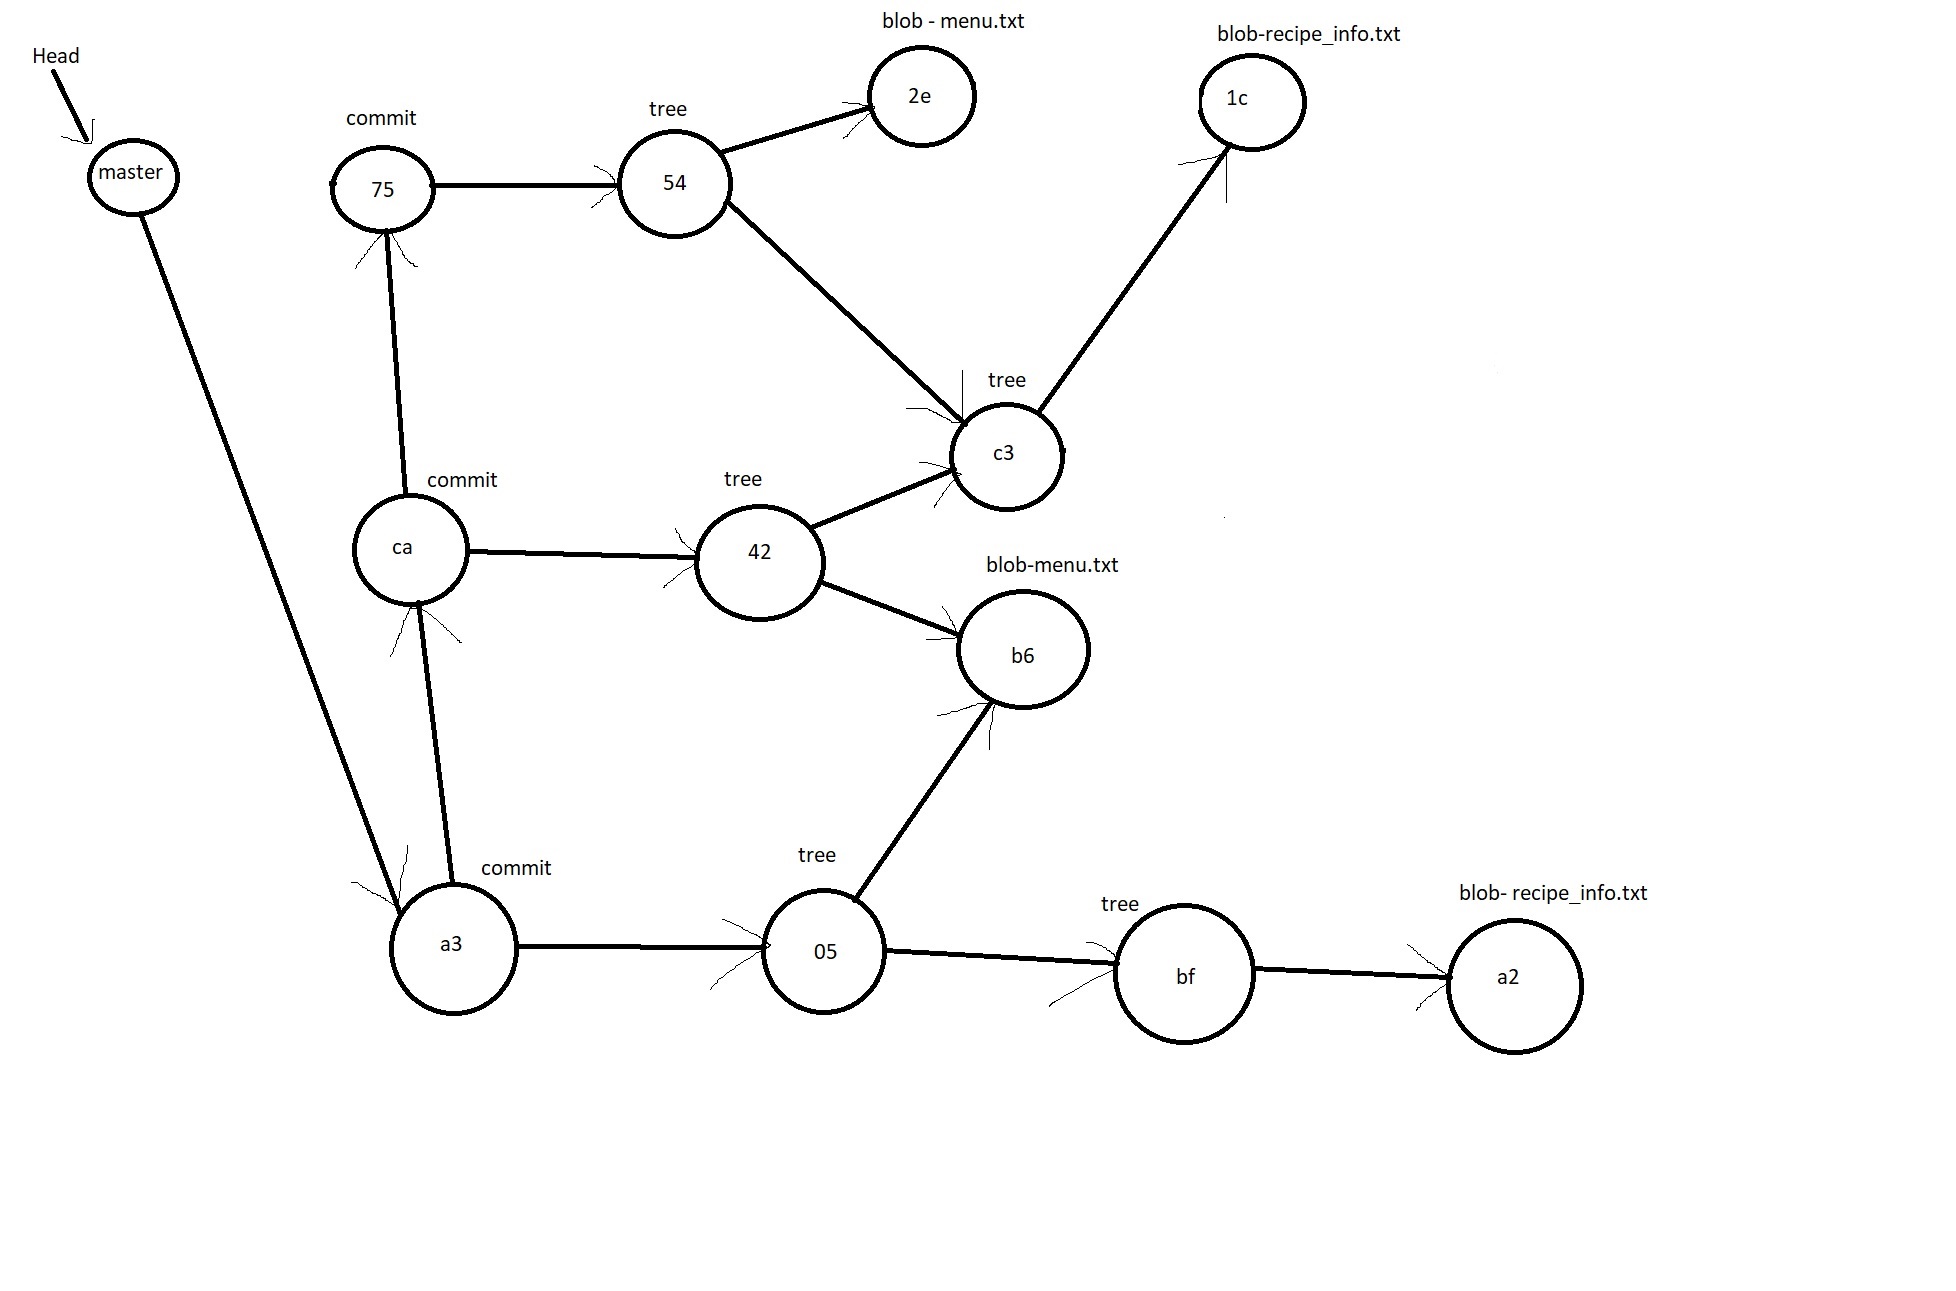 Head
master
commit
75
tree
54
blob - menu.txt
2e
blob-recipe_info.txt
1c
tree
c3
commit
ca
tree
42
blob-menu.txt
b6
commit
a3
tree
05
tree
bf
blob- recipe_info.txt
a2